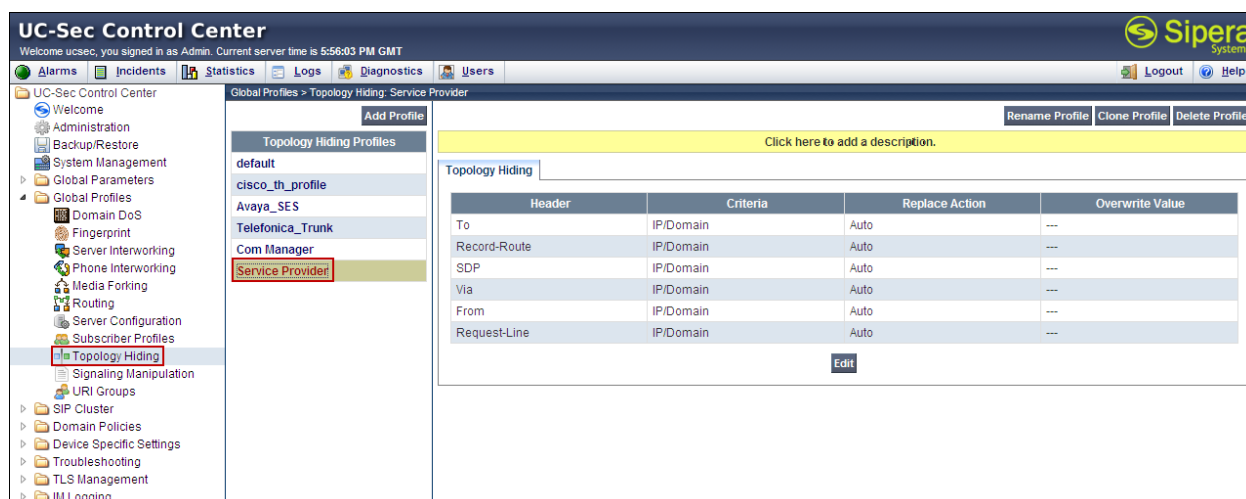 UC-Sec Control Center
Welcome ucsec, you signed in as Admin. Current server time is 5:56:03 PM GMT
Sipera
System
Alarms Incidents Statistics Logs Diagnostics Users Logout Help
UC-Sec Control Center
Welcome
Administration
Backup/Restore
System Management
Global Parameters
Global Profiles
Domain DoS
Fingerprint
Server Interworking
Phone Interworking
Media Forking
Routing
Server Configuration
Subscriber Profiles
Topology Hiding
Signaling Manipulation
URI Groups
SIP Cluster
Domain Policies
Device Specific Settings
Troubleshooting
TLS Management
IM Logging
Global Profiles > Topology Hiding: Service Provider
Add Profile
Topology Hiding Profiles
default
cisco_th_profile
Avaya_SES
Telefonica_Trunk
Com Manager
Service Provider
Rename Profile Clone Profile Delete Profile
Click here to add a description.
Topology Hiding
Header Criteria Replace Action Overwrite Value
To IP/Domain Auto ---
Record-Route IP/Domain Auto ---
SDP IP/Domain Auto ---
Via IP/Domain Auto ---
From IP/Domain Auto ---
Request-Line IP/Domain Auto ---
Edit